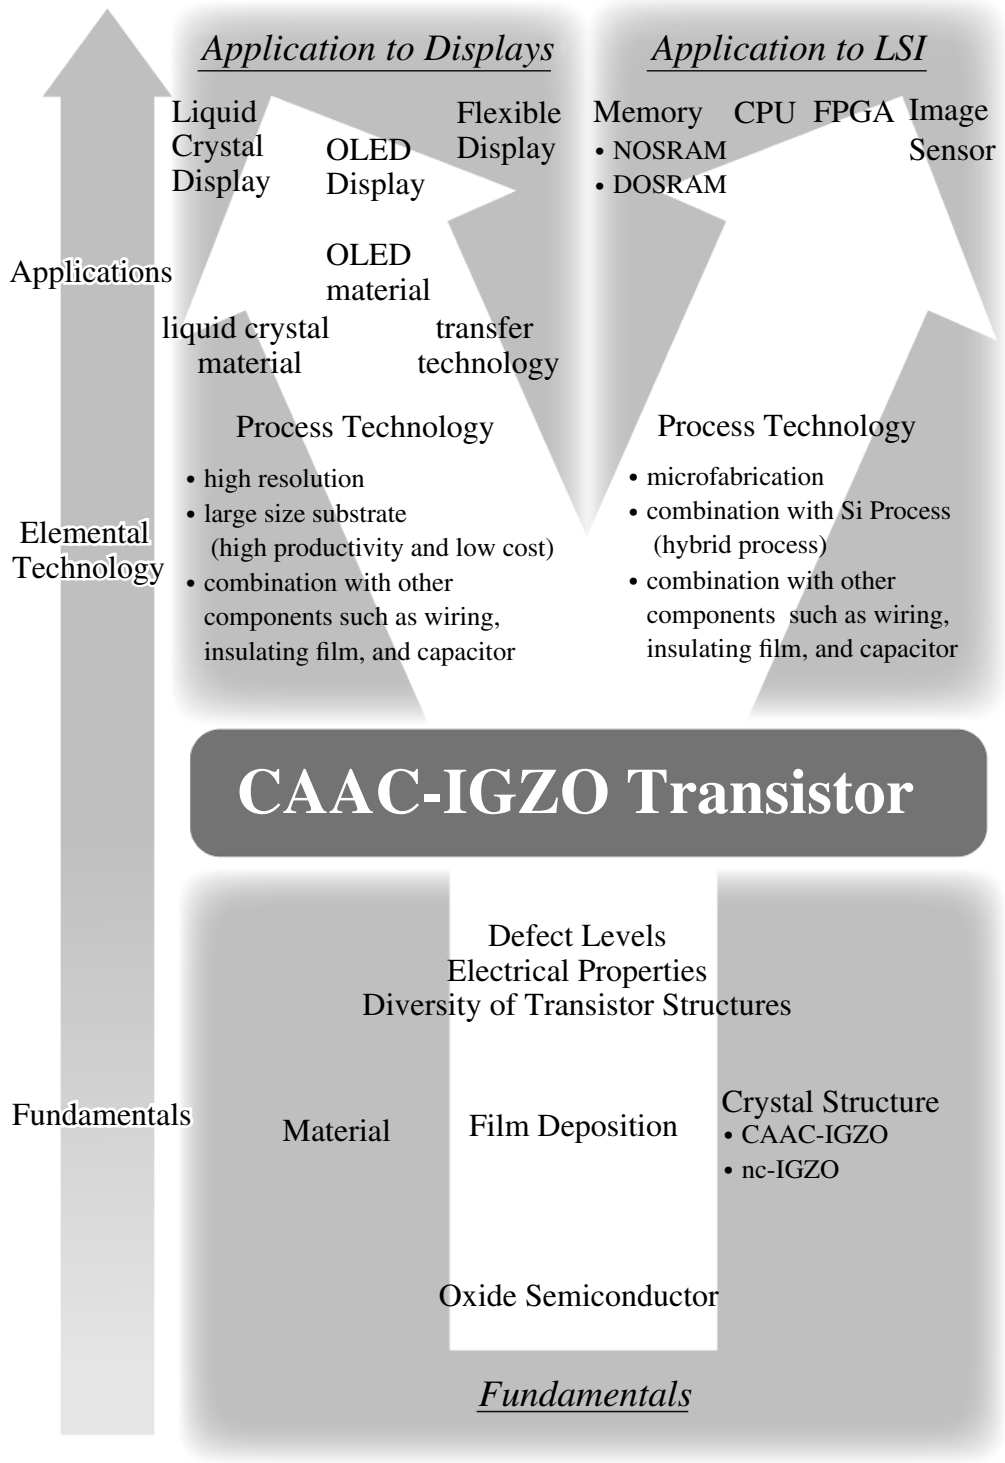 Application to Displays
Application to LSI
Liquid
Crystal
Display
OLED
Display
Flexible
Display
Memory
• NOSRAM
• DOSRAM
CPU
FPGA
Image
Sensor
Applications
OLED
material
liquid crystal
material
transfer
technology
Process Technology
• high resolution
• large size substrate
(high productivity and low cost)
• combination with other
components such as wiring,
insulating film, and capacitor
Process Technology
• microfabrication
• combination with Si Process
(hybrid process)
• combination with other
components such as wiring,
insulating film, and capacitor
Elemental
Technology
CAAC-IGZO Transistor
Defect Levels
Electrical Properties
Diversity of Transistor Structures
Fundamentals
Material
Film Deposition
Crystal Structure
• CAAC-IGZO
• nc-IGZO
Oxide Semiconductor
Fundamentals